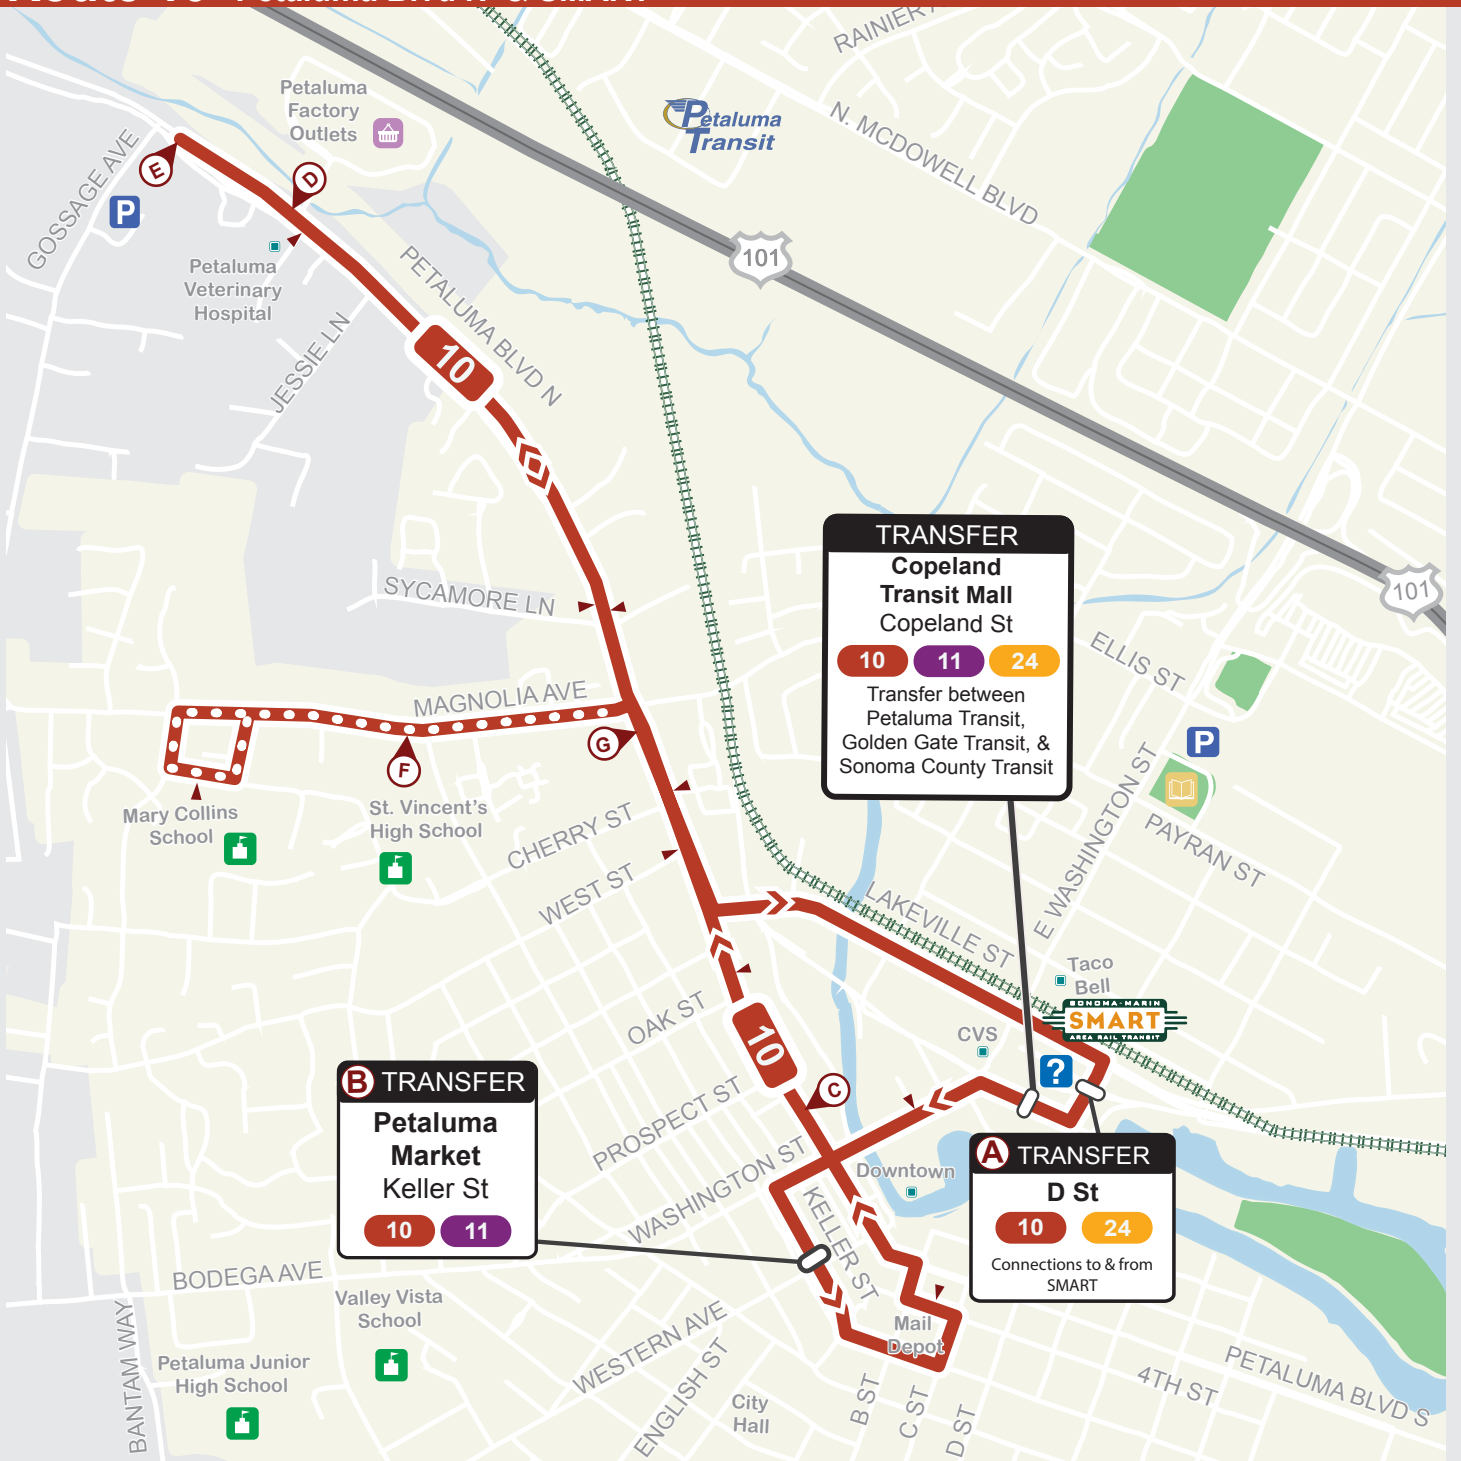 RAINIER
Petaluma
Factory
Outlets
Petaluma
Transit
N. MCDOWELL BLVD
GOSSAGE AVE
E
D
P
101
PETALUMA BLVD N
Petaluma
Veterinary
Hospital
JESSIE LN
10
TRANSFER
Copeland
Transit Mall
Copeland St
10 11 24
Transfer between
Petaluma Transit,
Golden Gate Transit, &
Sonoma County Transit
101
SYCAMORE LN
ELLIS ST
MAGNOLIA AVE
G
F
P
E WASHINGTON ST
PAYRAN ST
Mary Collins
School
St. Vincent's
High School
CHERRY ST
WEST ST
LAKEVILLE ST
Taco
Bell
SONOMA-MARIN
SMART
AREA RAIL TRANSIT
OAK ST
10
CVS
?
C
B TRANSFER
Petaluma
Market
Keller St
10 11
PROSPECT ST
WASHINGTON ST
Downtown
A TRANSFER
D St
10 24
Connections to & from
SMART
KELLER ST
BODEGA AVE
BANTAM WAY
Valley Vista
School
Mail
Depot
WESTERN AVE
ENGLISH ST
Petaluma Junior
High School
City
Hall
B ST
C ST
D ST
4TH ST
PETALUMA BLVD S